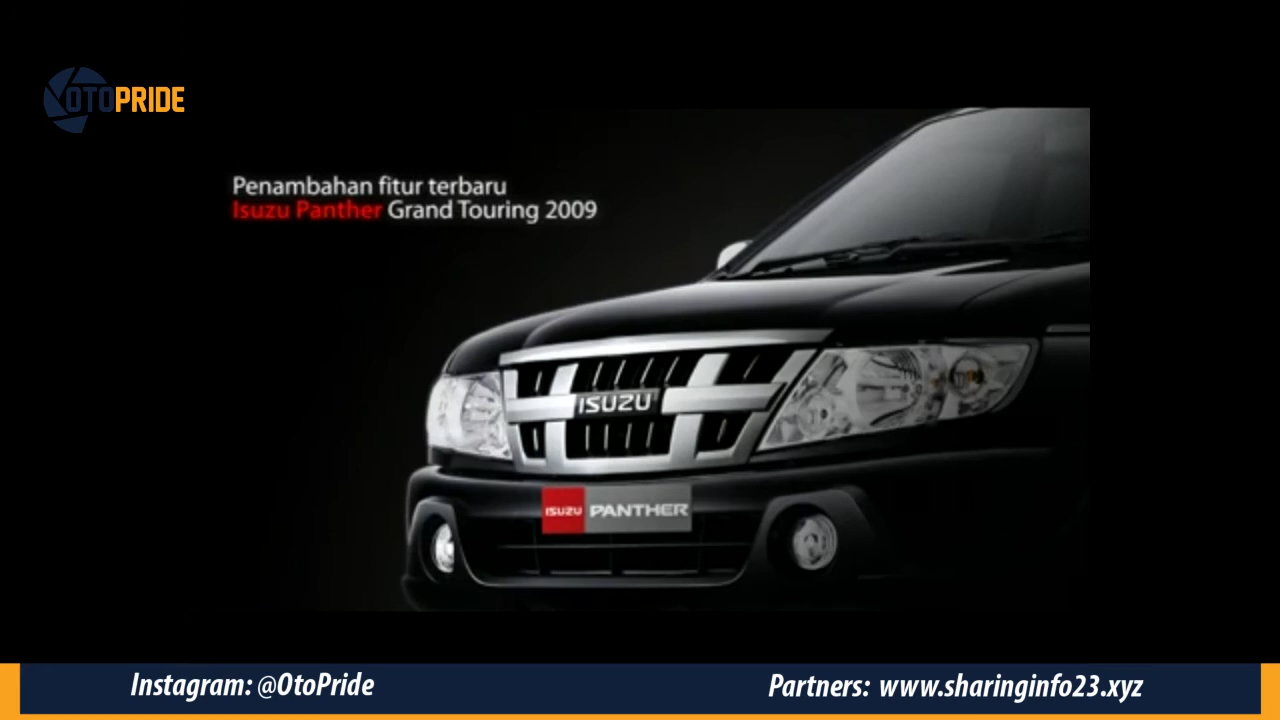 OTOPRIDE
Penambahan fitur terbaru
Isuzu Panther Grand Touring 2009
ISUZU
ISUZU PANTHER
Instagram: @OtoPride
Partners: www.sharinginfo23.xyz